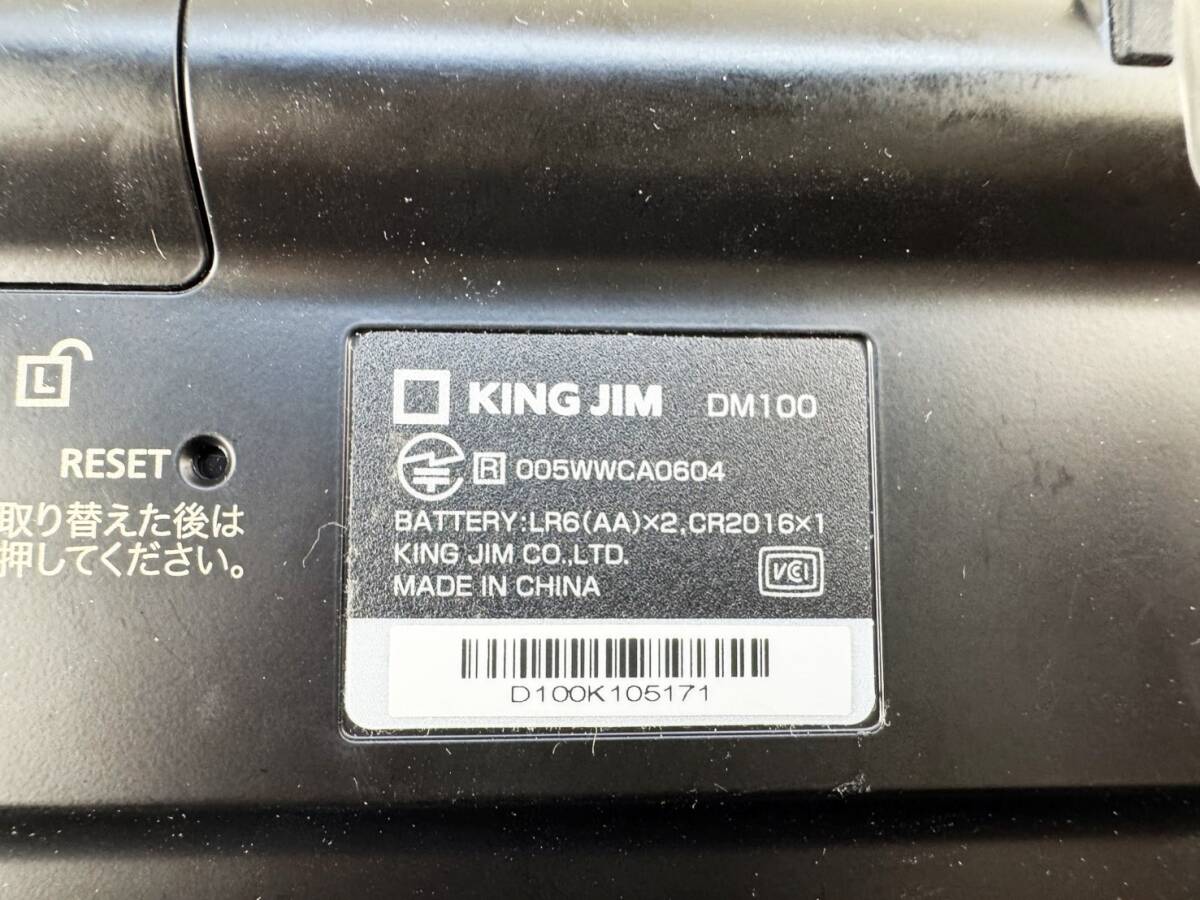 KING JIM DM100
R 005WWCA0604
BATTERY:LR6(AA)×2,CR2016×1
KING JIM CO.,LTD.
MADE IN CHINA
VCI
D100K105171
L
RESET
取り替えた後は
押してください。